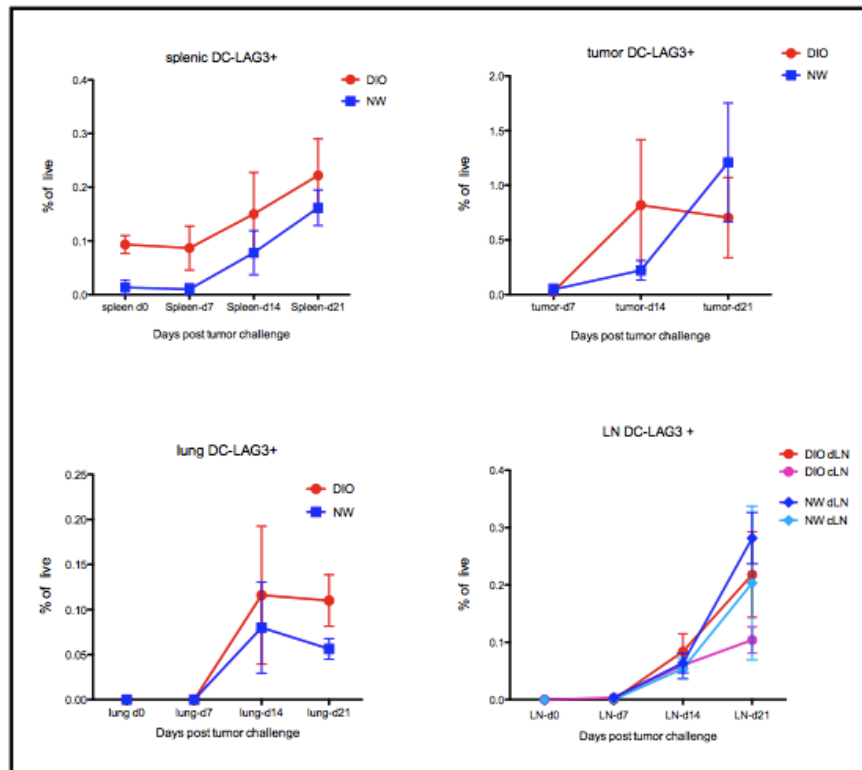 splenic DC-LAG3+
DIO
NW
% of live
0.4
0.3
0.2
0.1
0.0
spleen d0 Spleen-d7 Spleen-d14 Spleen-d21
Days post tumor challenge
tumor DC-LAG3+
DIO
NW
% of live
2.0
1.5
1.0
0.5
0.0
tumor-d7 tumor-d14 tumor-d21
Days post tumor challenge
lung DC-LAG3+
DIO
NW
% of live
0.25
0.20
0.15
0.10
0.05
0.00
lung d0 lung-d7 lung-d14 lung-d21
Days post tumor challenge
LN DC-LAG3 +
DIO dLN
DIO cLN
NW dLN
NW cLN
% of live
0.4
0.3
0.2
0.1
0.0
LN-d0 LN-d7 LN-d14 LN-d21
Days post tumor challenge